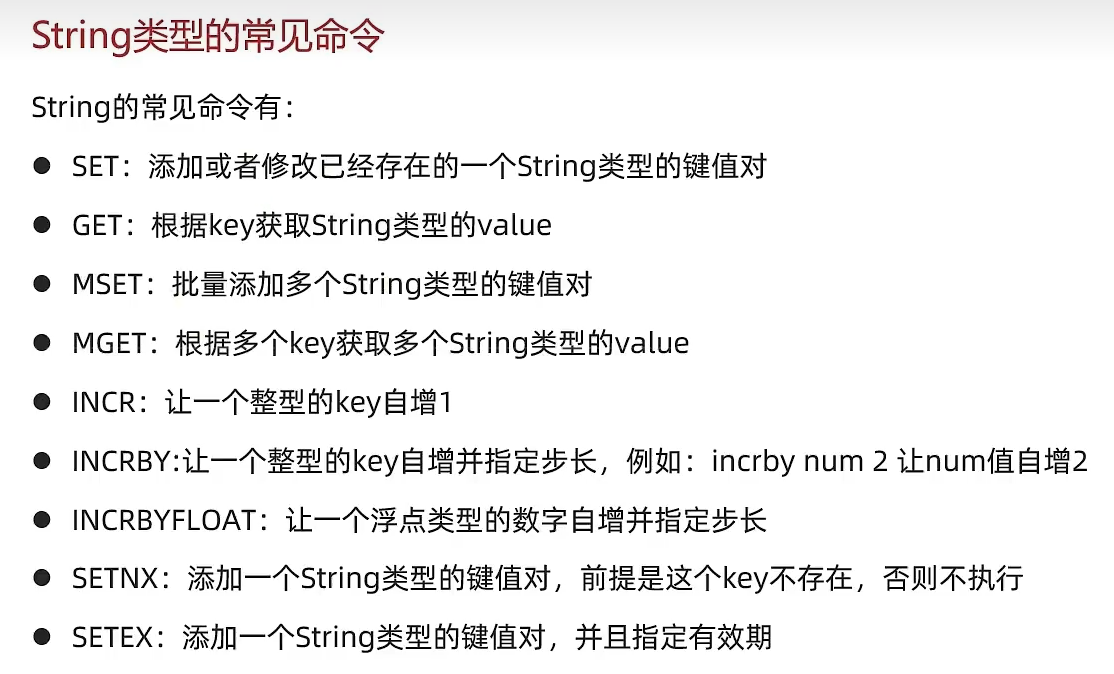 String类型的常见命令
String的常见命令有：
● SET：添加或者修改已经存在的一个String类型的键值对
● GET：根据key获取String类型的value
● MSET：批量添加多个String类型的键值对
● MGET：根据多个key获取多个String类型的value
● INCR：让一个整型的key自增1
● INCRBY:让一个整型的key自增并指定步长，例如：incrby num 2 让num值自增2
● INCRBYFLOAT：让一个浮点类型的数字自增并指定步长
● SETNX：添加一个String类型的键值对，前提是这个key不存在，否则不执行
● SETEX：添加一个String类型的键值对，并且指定有效期